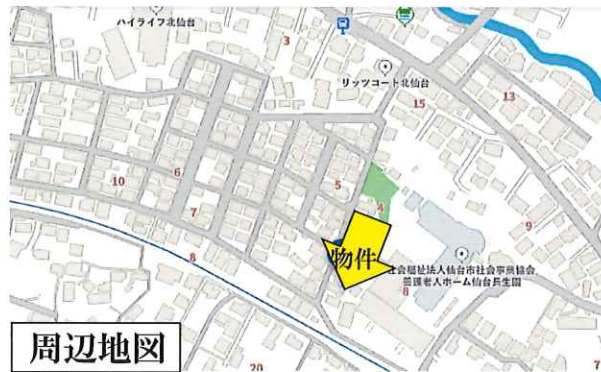 ハイライフ北仙台
3
リッツコート北仙台
13
15
6
5
4
10
7
9
物件
社会福祉法人仙台市社会事業協会
養護老人ホーム仙台長生園
8
8
周辺地図
20
7